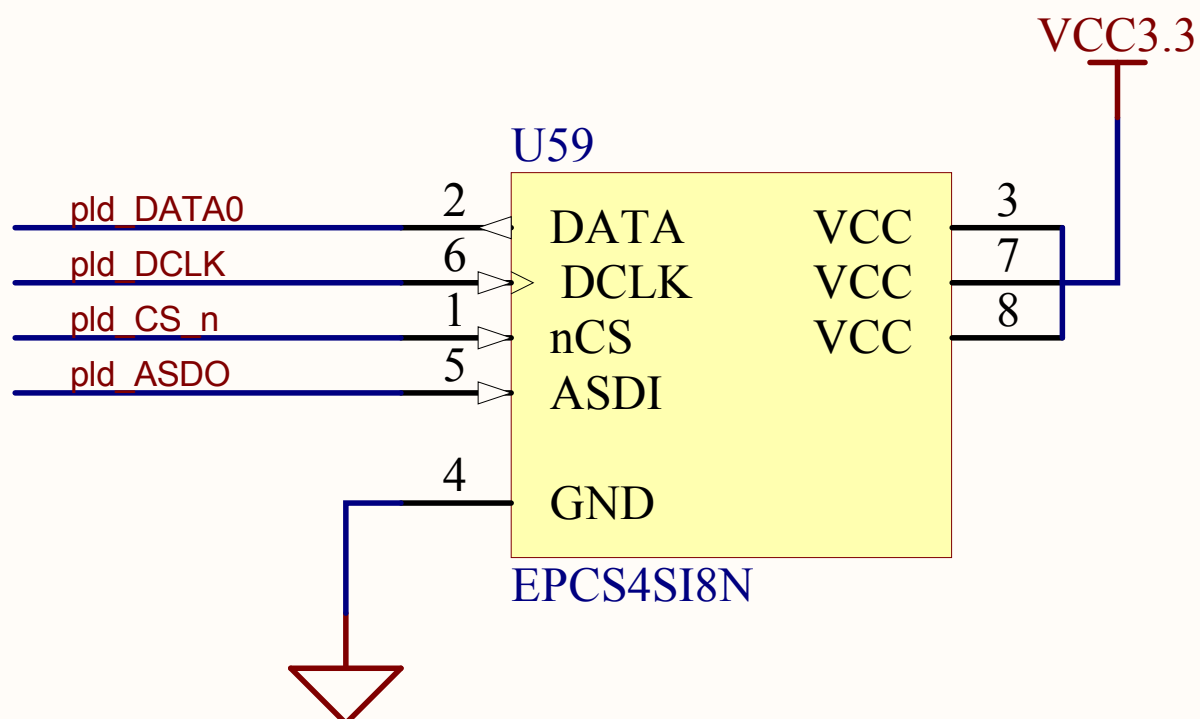 VCC3.3
U59
pld_DATA0 2 DATA VCC 3
pld_DCLK 6 DCLK VCC 7
pld_CS_n 1 nCS VCC 8
pld_ASDO 5 ASDI
4 GND
EPCS4SI8N